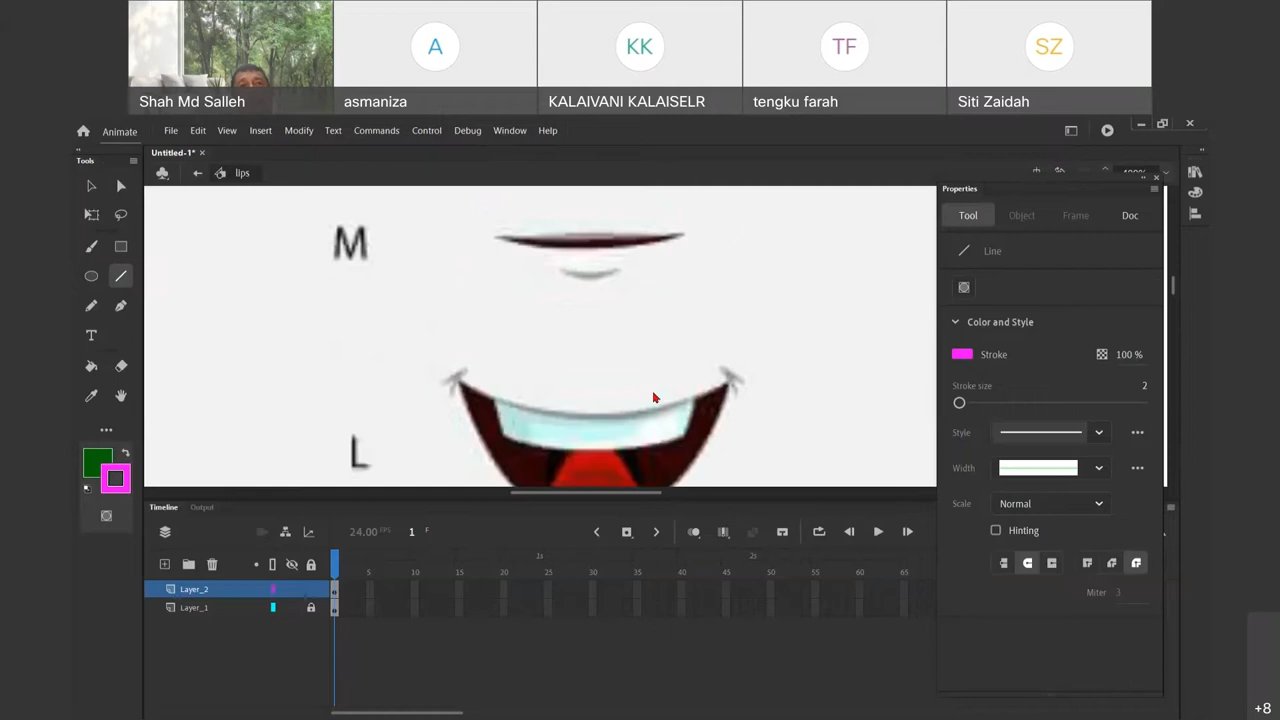 A KK TF SZ
Shah Md Salleh asmaniza KALAIVANI KALAISELR tengku farah Siti Zaidah
Animate File Edit View Insert Modify Text Commands Control Debug Window Help
Untitled-1* ×
Tools
lips
Properties
Tool Object Frame Doc
Line
M
Color and Style
Stroke 100 %
Stroke size 2
Style
L
Width
Scale Normal
Hinting
Miter 3
Timeline Output
24.00 FPS 1 F
1s 2s
5 10 15 20 25 30 35 40 45 50 55 60 65
Layer_2
Layer_1
+8